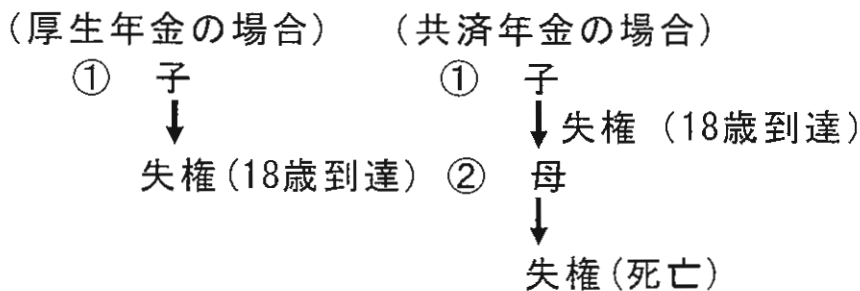 (厚生年金の場合) (共済年金の場合)
① 子 ① 子
失権 (18歳到達)
失権(18歳到達) ② 母
失権(死亡)